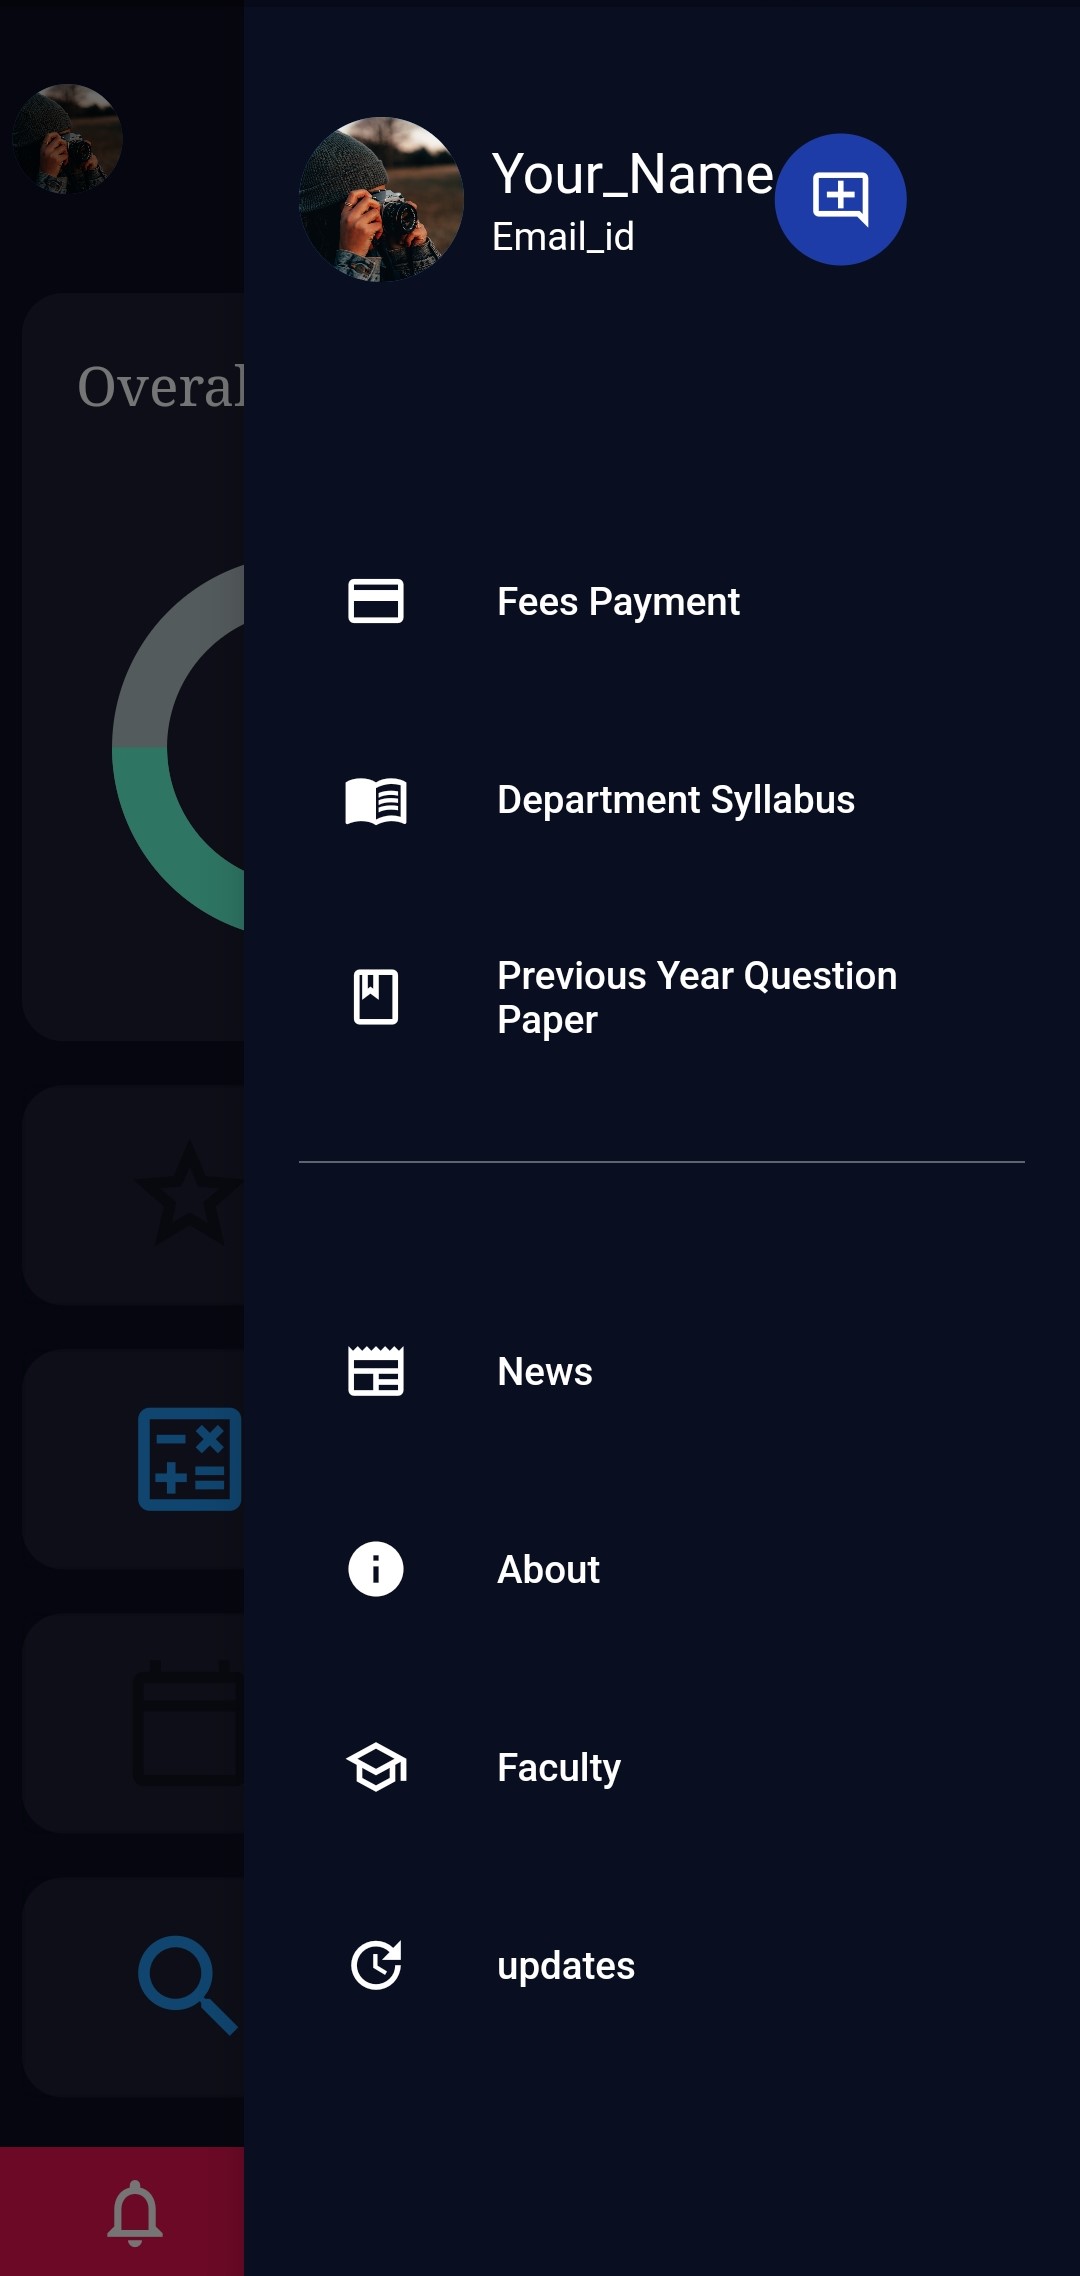 Your_Name
Email_id
Overal
Fees Payment
Department Syllabus
Previous Year Question
Paper
News
About
Faculty
updates